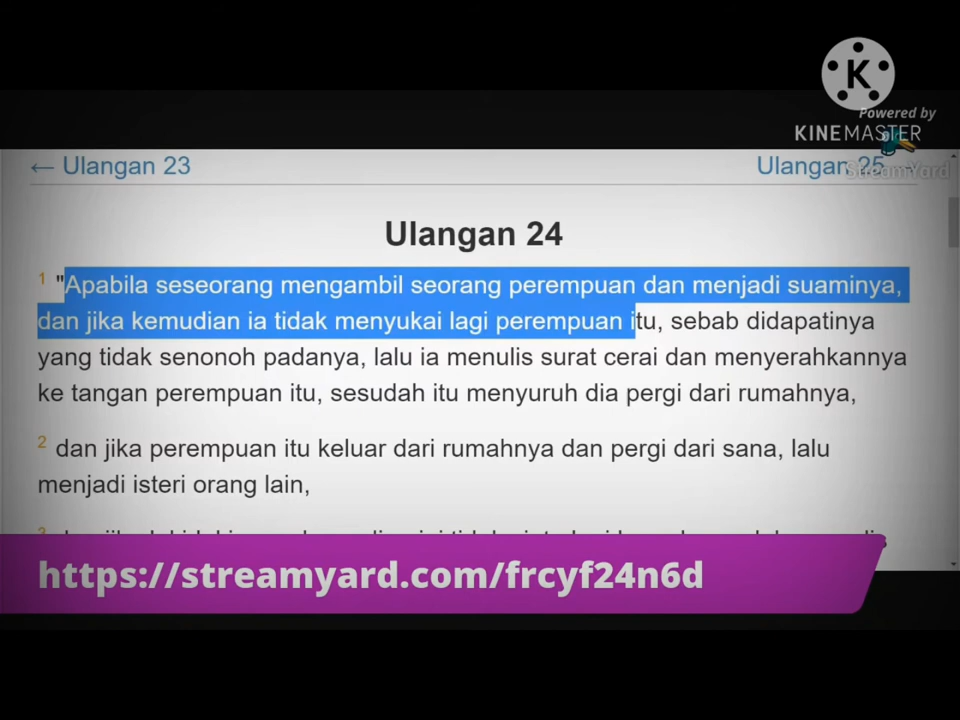 K
Powered by
KINEMASTER
← Ulangan 23
Ulangan 25
StreamYard
Ulangan 24
1 "Apabila seseorang mengambil seorang perempuan dan menjadi suaminya,
dan jika kemudian ia tidak menyukai lagi perempuan itu, sebab didapatinya
yang tidak senonoh padanya, lalu ia menulis surat cerai dan menyerahkannya
ke tangan perempuan itu, sesudah itu menyuruh dia pergi dari rumahnya,
2 dan jika perempuan itu keluar dari rumahnya dan pergi dari sana, lalu
menjadi isteri orang lain,
https://streamyard.com/frcyf24n6d